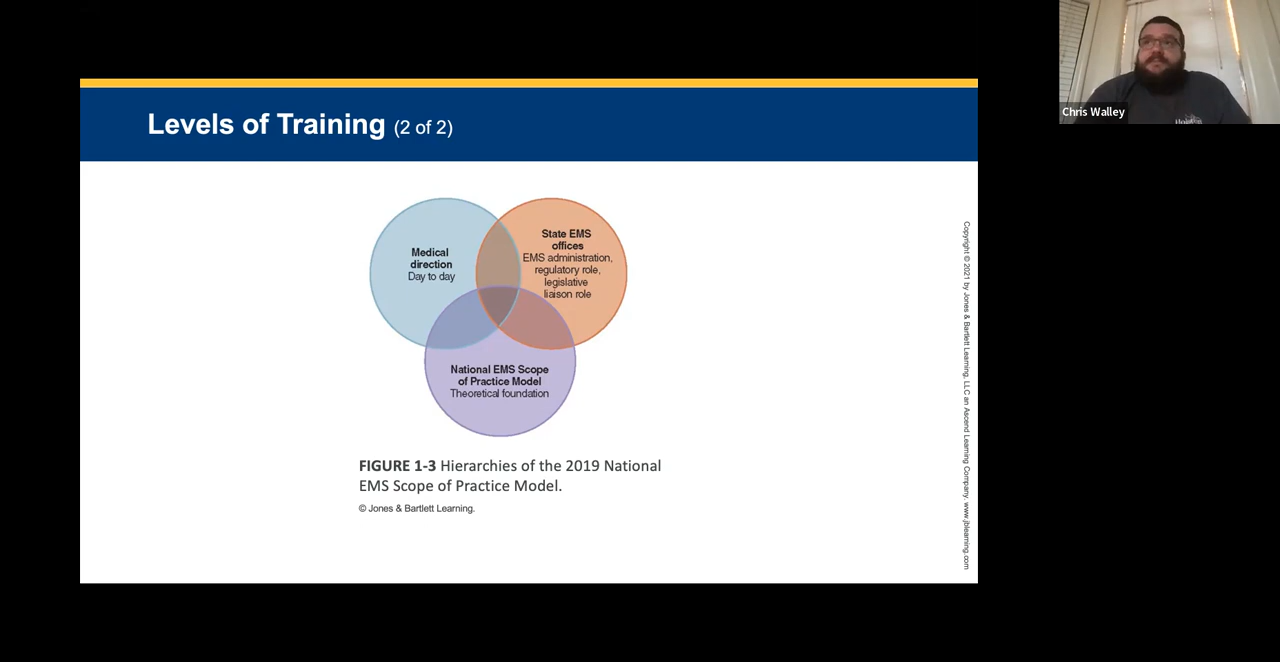 Levels of Training (2 of 2)
Medical
direction
Day to day
State EMS
offices
EMS administration,
regulatory role,
legislative
liaison role
National EMS Scope
of Practice Model
Theoretical foundation
FIGURE 1-3 Hierarchies of the 2019 National
EMS Scope of Practice Model.
© Jones & Bartlett Learning.
Copyright © 2021 by Jones & Bartlett Learning, LLC an Ascend Learning Company. www.jblearning.com
Chris Walley